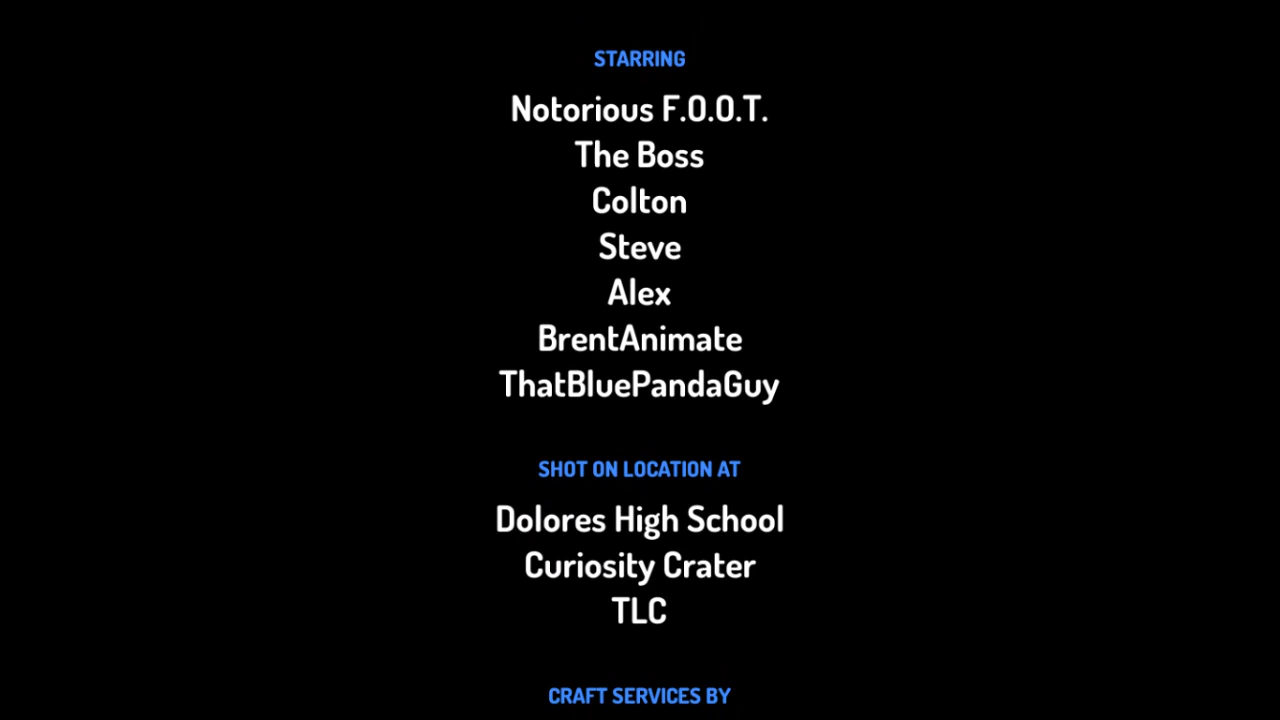 STARRING
Notorious F.O.O.T.
The Boss
Colton
Steve
Alex
BrentAnimate
ThatBluePandaGuy
SHOT ON LOCATION AT
Dolores High School
Curiosity Crater
TLC
CRAFT SERVICES BY